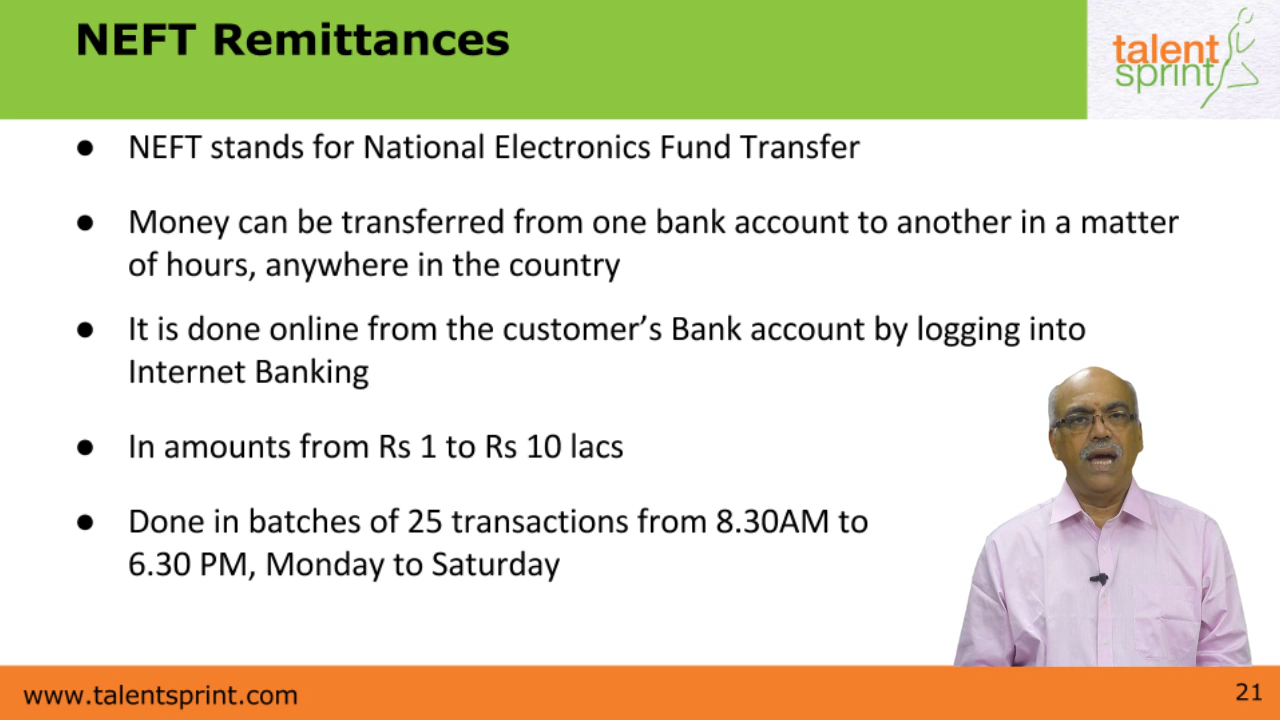 NEFT Remittances
talent
sprint
● NEFT stands for National Electronics Fund Transfer
● Money can be transferred from one bank account to another in a matter
of hours, anywhere in the country
● It is done online from the customer’s Bank account by logging into
Internet Banking
● In amounts from Rs 1 to Rs 10 lacs
● Done in batches of 25 transactions from 8.30AM to
6.30 PM, Monday to Saturday
www.talentsprint.com
21